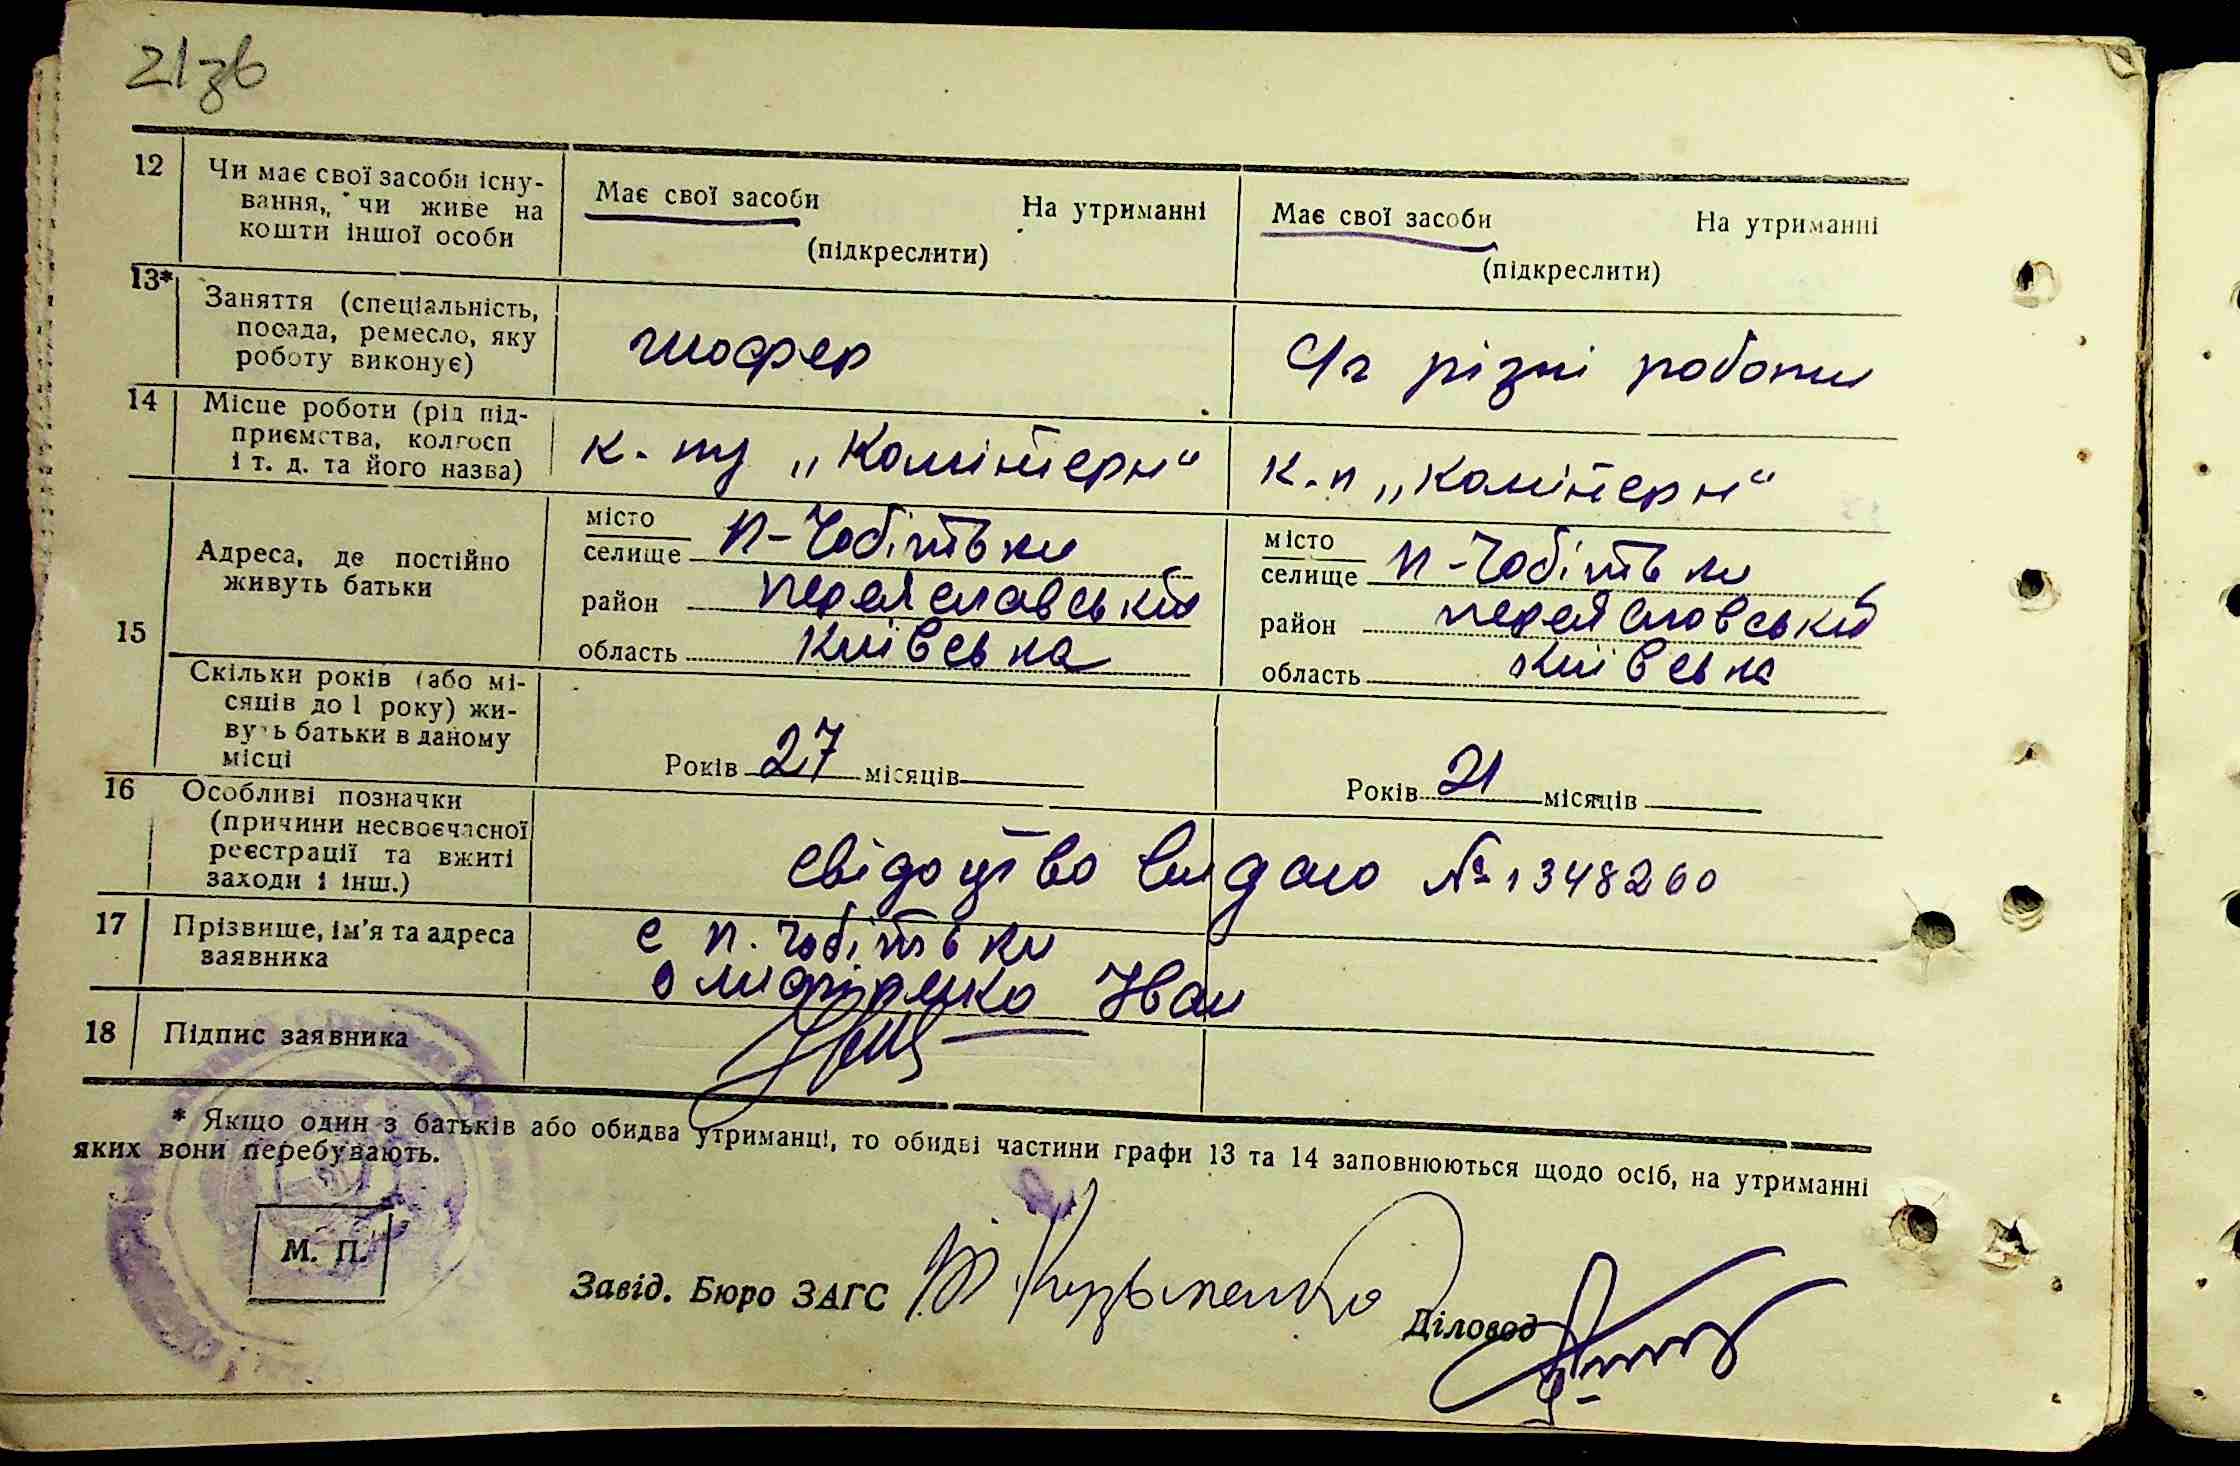 21зв
12
Чи має свої засоби існу-
вання, чи живе на
кошти іншої особи
Має свої засоби На утриманні
(підкреслити)
Має свої засоби На утриманні
(підкреслити)
13*
Заняття (спеціальність,
посада, ремесло, яку
роботу виконує)
шофер
С/г різні роботи
14
Місце роботи (рід під-
приємства, колгосп
і т. д. та його назва)
к-п "Комінтерн"
к-п "Комінтерн"
15
Адреса, де постійно
живуть батьки
місто
селище п-Чобітьки
район переяславський
область київська
місто
селище п-Чобітьки
район переяславський
область київська
Скільки років (або мі-
сяців до 1 року) жи-
вуть батьки в даному
місці
Років 27 місяців
Років 21 місяців
16
Особливі позначки
(причини несвоєчасної
реєстрації та вжиті
заходи і інш.)
свідоцтво видано № 1348260
17
Прізвище, ім'я та адреса
заявника
с п. Чобітьки
Олифіренко Іван
18
Підпис заявника
* Якщо один з батьків або обидва утриманці, то обидві частини графи 13 та 14 заповнюються щодо осіб, на утриманні
яких вони перебувають.
М. П.
Завід. Бюро ЗАГС Кузьменко
Діловод